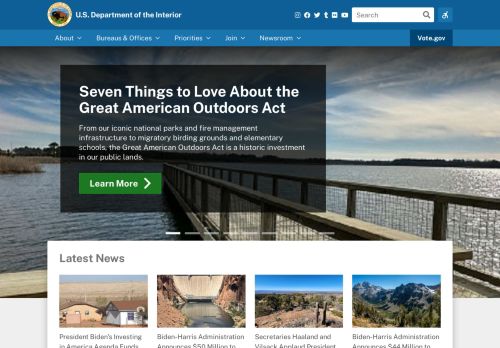 U.S. Department of the Interior
Search
About
Bureaus & Offices
Priorities
Join
Newsroom
Vote.gov
Seven Things to Love About the
Great American Outdoors Act
From our iconic national parks and fire management
infrastructure to migratory birding grounds and elementary
schools, the Great American Outdoors Act is a historic investment
in our public lands.
Learn More
Latest News
President Biden's Investing
in America Agenda Funds
Biden-Harris Administration
Announces $50 Million to
Secretaries Haaland and
Vilsack Applaud President
Biden-Harris Administration
Announces $44 Million to